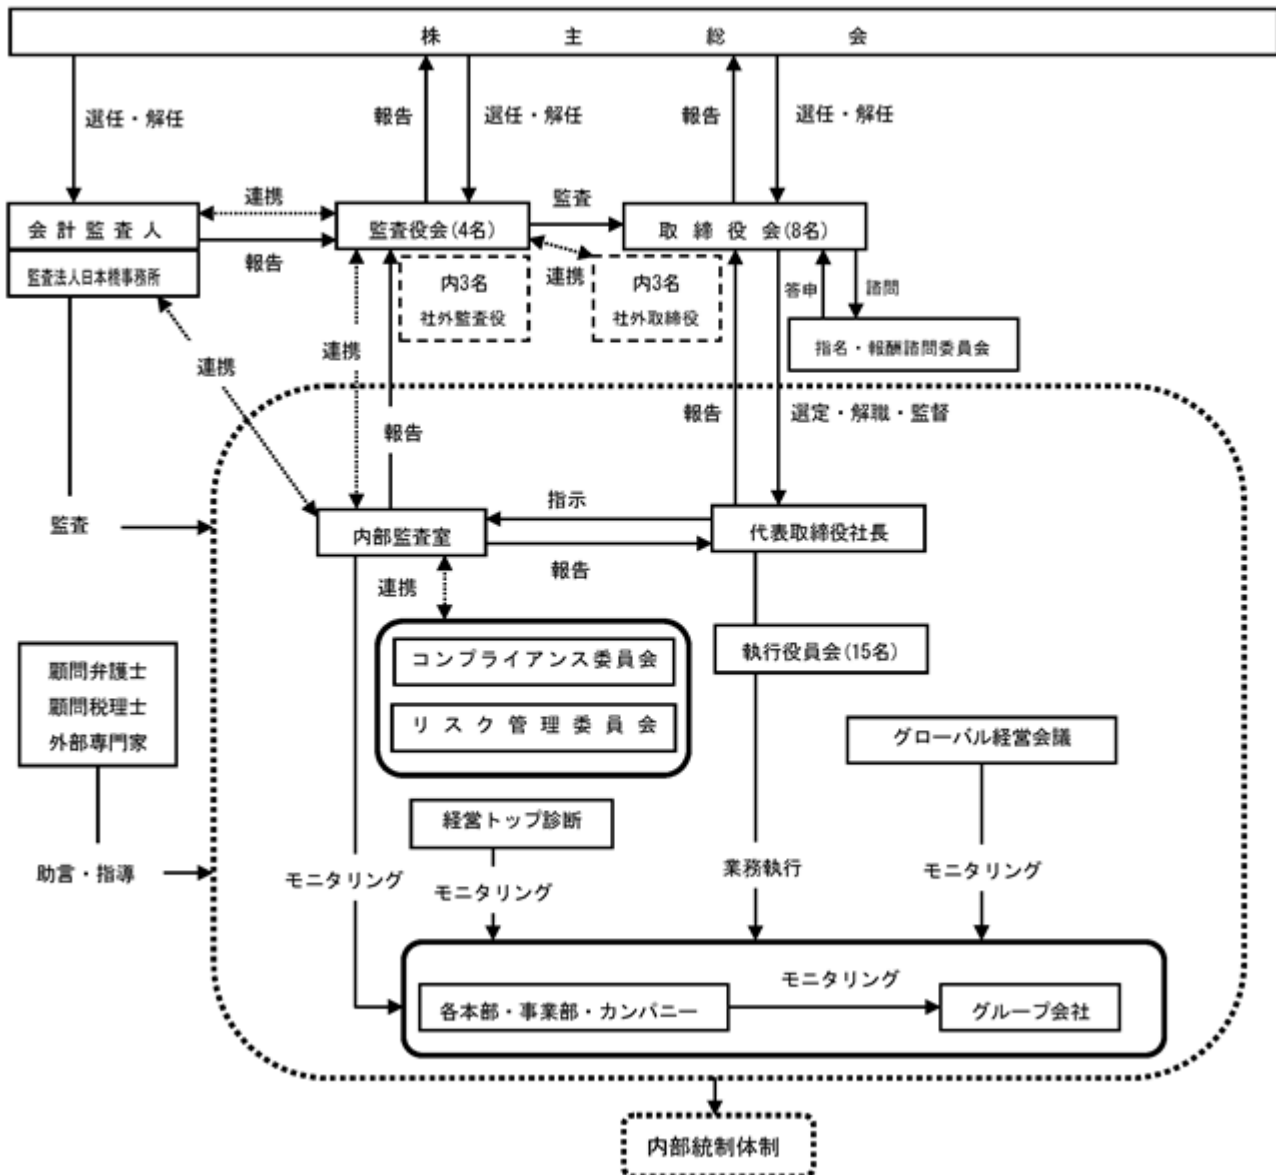 株主総会
選任・解任
報告
選任・解任
報告
選任・解任
連携
監査
会計監査人
監査役会(4名)
取締役会(8名)
報告
監査法人日本橋事務所
内3名
社外監査役
連携
内3名
社外取締役
答申
諮問
指名・報酬諮問委員会
連携
連携
報告
報告
選定・解職・監督
監査
内部監査室
指示
報告
代表取締役社長
連携
コンプライアンス委員会
リスク管理委員会
執行役員会(15名)
顧問弁護士
顧問税理士
外部専門家
グローバル経営会議
経営トップ診断
助言・指導
モニタリング
モニタリング
業務執行
モニタリング
モニタリング
各本部・事業部・カンパニー
グループ会社
内部統制体制